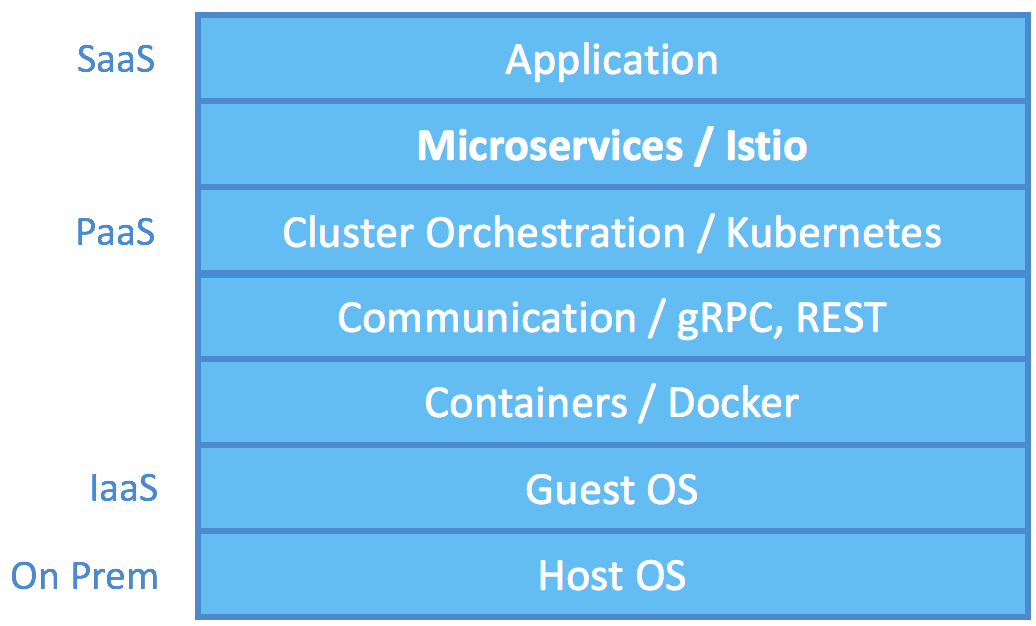 SaaS Application
Microservices / Istio
PaaS Cluster Orchestration / Kubernetes
Communication / gRPC, REST
Containers / Docker
IaaS Guest OS
On Prem Host OS